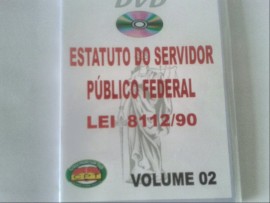 DVD
ESTATUTO DO SERVIDOR
PÚBLICO FEDERAL
LEI 8112/90
VOLUME 02